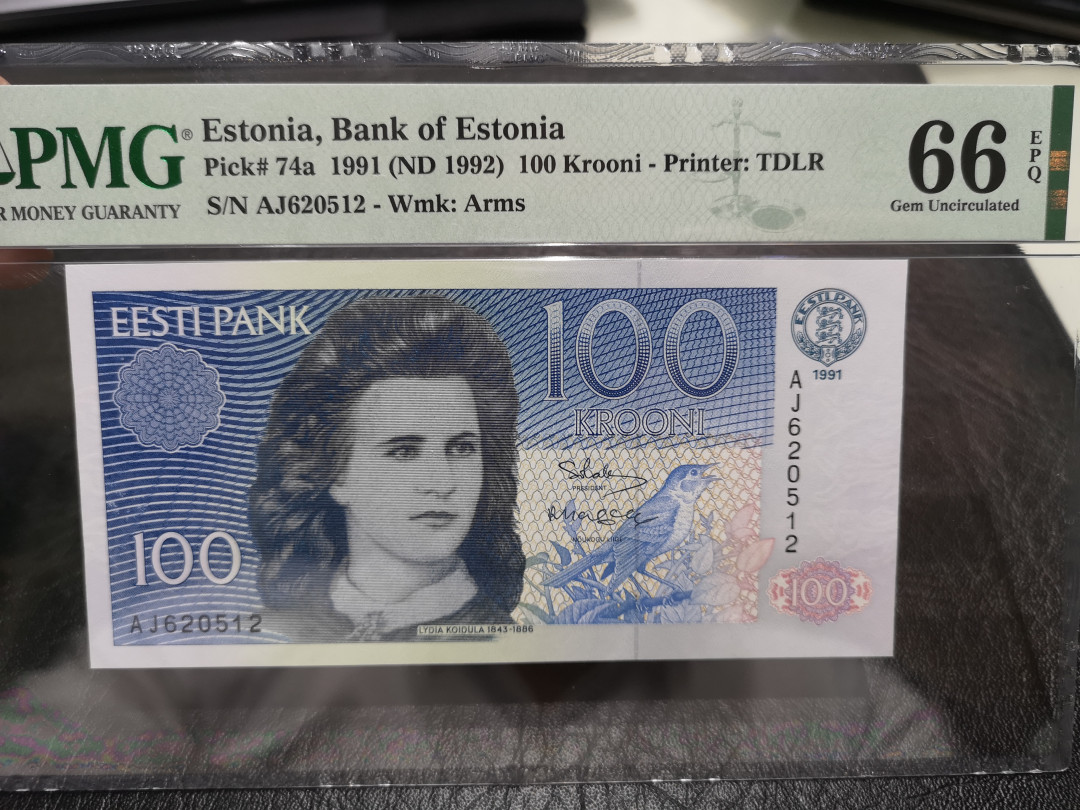 PMG®
R MONEY GUARANTY
Estonia, Bank of Estonia
Pick# 74a 1991 (ND 1992) 100 Krooni - Printer: TDLR
S/N AJ620512 - Wmk: Arms
66
EPQ
Gem Uncirculated
EESTI PANK
100
KROONI
EESTI PANK
1991
AJ620512
PRESIDENT
NÕUKOGU LIIGE
100
AJ620512
LYDIA KOIDULA 1843-1886
100